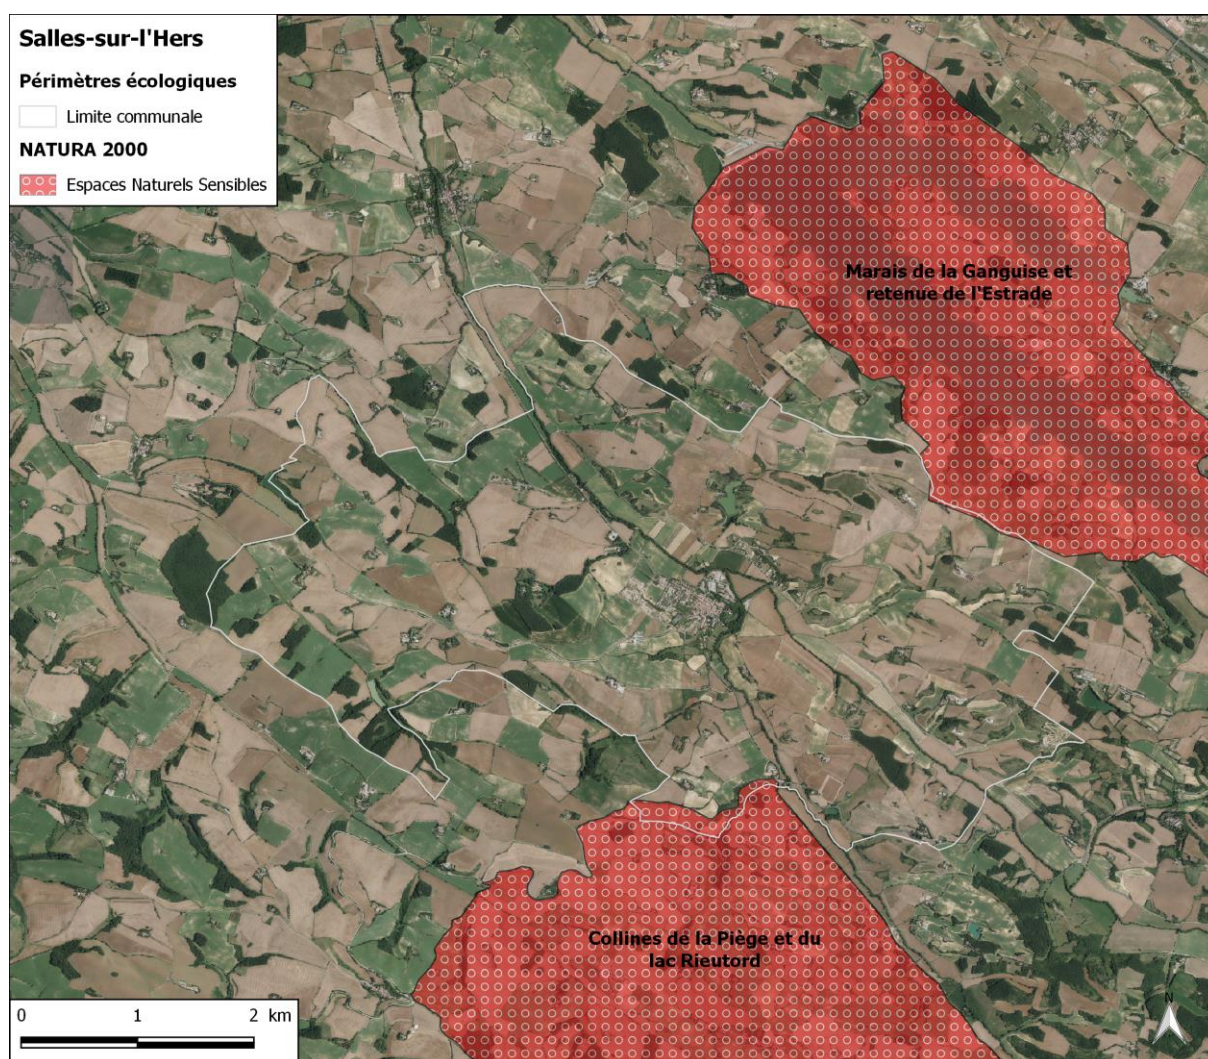 Salles-sur-l'Hers
Périmètres écologiques
Limite communale
NATURA 2000
Espaces Naturels Sensibles
Marais de la Ganguise et
retenue de l'Estrade
Collines de la Piège et du
lac Rieutord
0 1 2 km
N